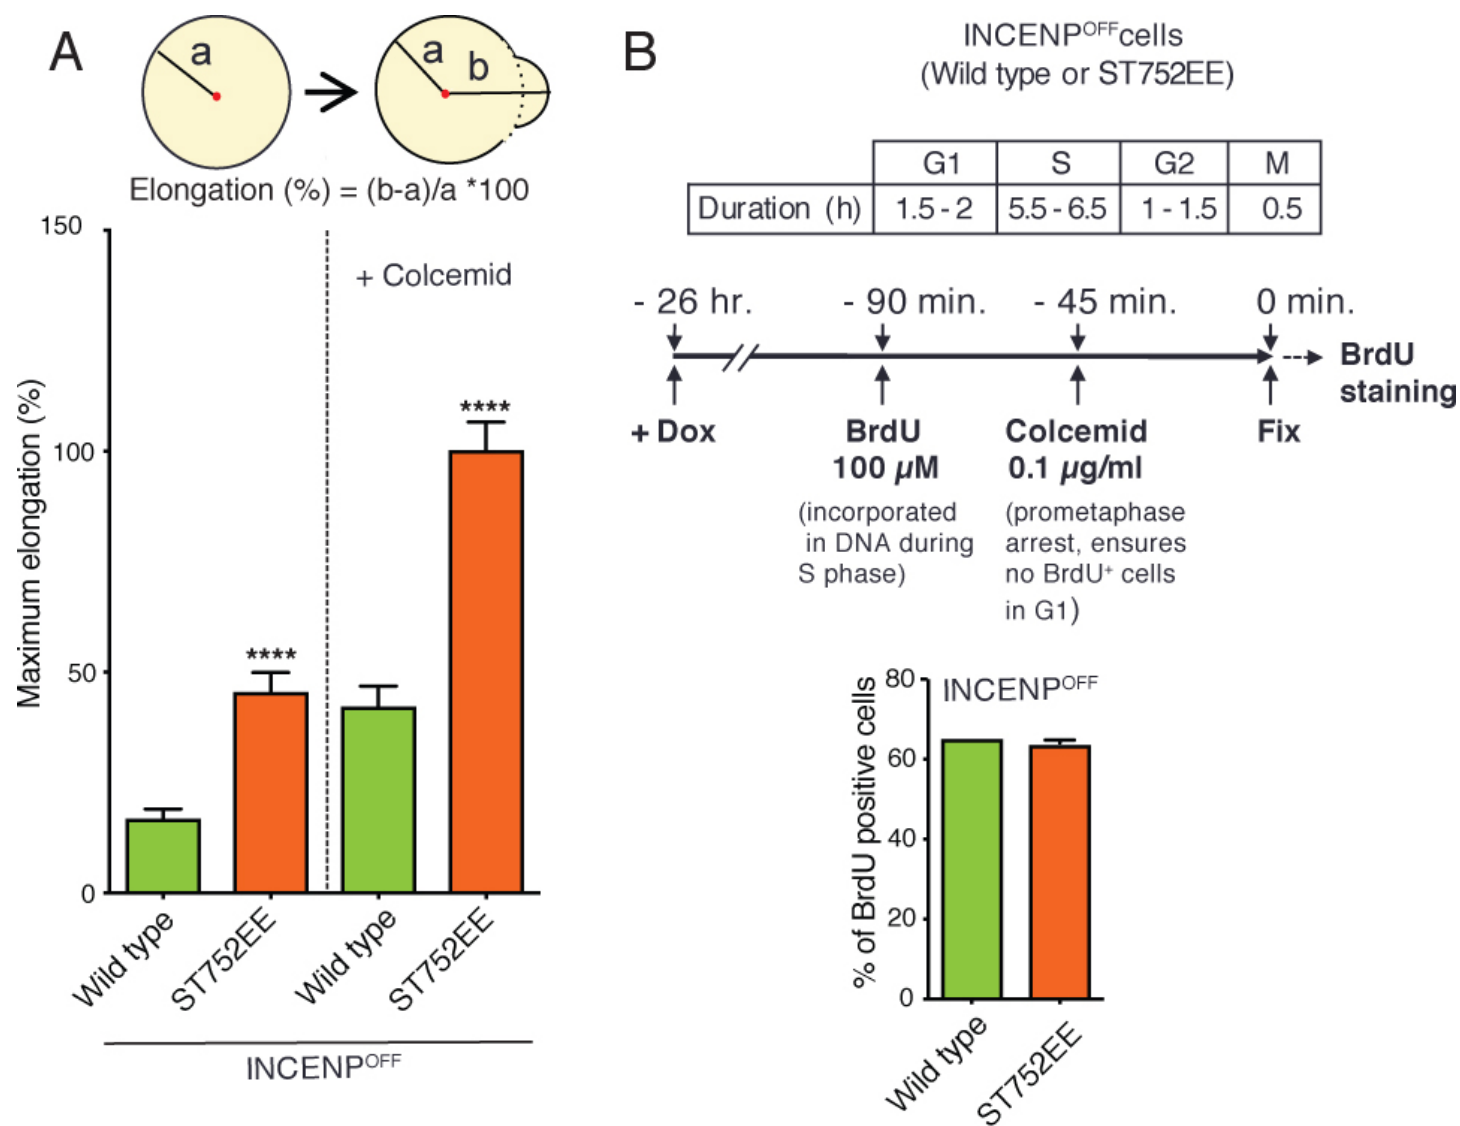 A
a
a
b
Elongation (%) = (b-a)/a *100
150
100
50
0
Maximum elongation (%)
+ Colcemid
****
****
Wild type
ST752EE
Wild type
ST752EE
INCENPᴼᶠᶠ
B
INCENPᴼᶠᶠcells
(Wild type or ST752EE)
G1 S G2 M
Duration (h) 1.5 - 2 5.5 - 6.5 1 - 1.5 0.5
- 26 hr. - 90 min. - 45 min. 0 min.
BrdU
staining
+ Dox
BrdU
100 µM
(incorporated
in DNA during
S phase)
Colcemid
0.1 µg/ml
(prometaphase
arrest, ensures
no BrdU⁺ cells
in G1)
Fix
% of BrdU positive cells
80
60
40
20
0
INCENPᴼᶠᶠ
Wild type
ST752EE